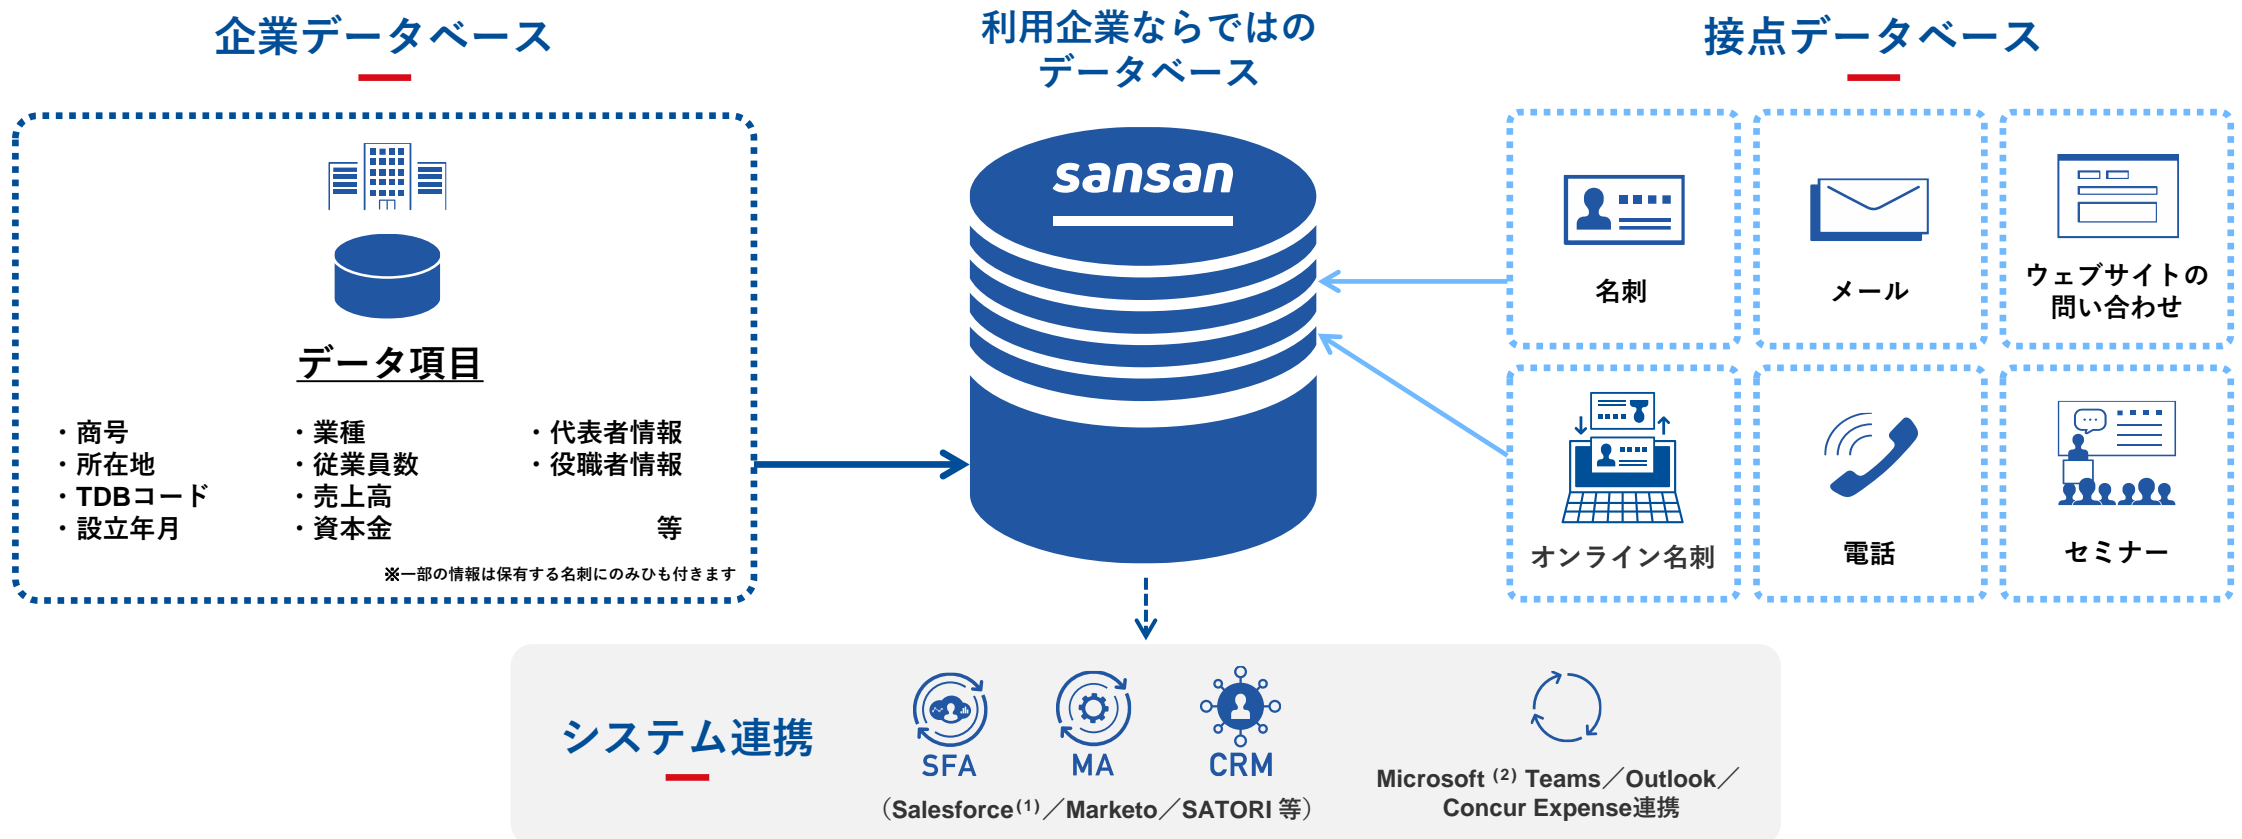 企業データベース
利用企業ならではの
データベース
接点データベース
sansan
データ項目
・商号
・所在地
・TDBコード
・設立年月
・業種
・従業員数
・売上高
・資本金
・代表者情報
・役職者情報
等
※一部の情報は保有する名刺にのみひも付きます
名刺
メール
ウェブサイトの
問い合わせ
オンライン名刺
電話
セミナー
システム連携
SFA
MA
CRM
（Salesforce⁽¹⁾／Marketo／SATORI 等）
Microsoft ⁽²⁾ Teams／Outlook／
Concur Expense連携